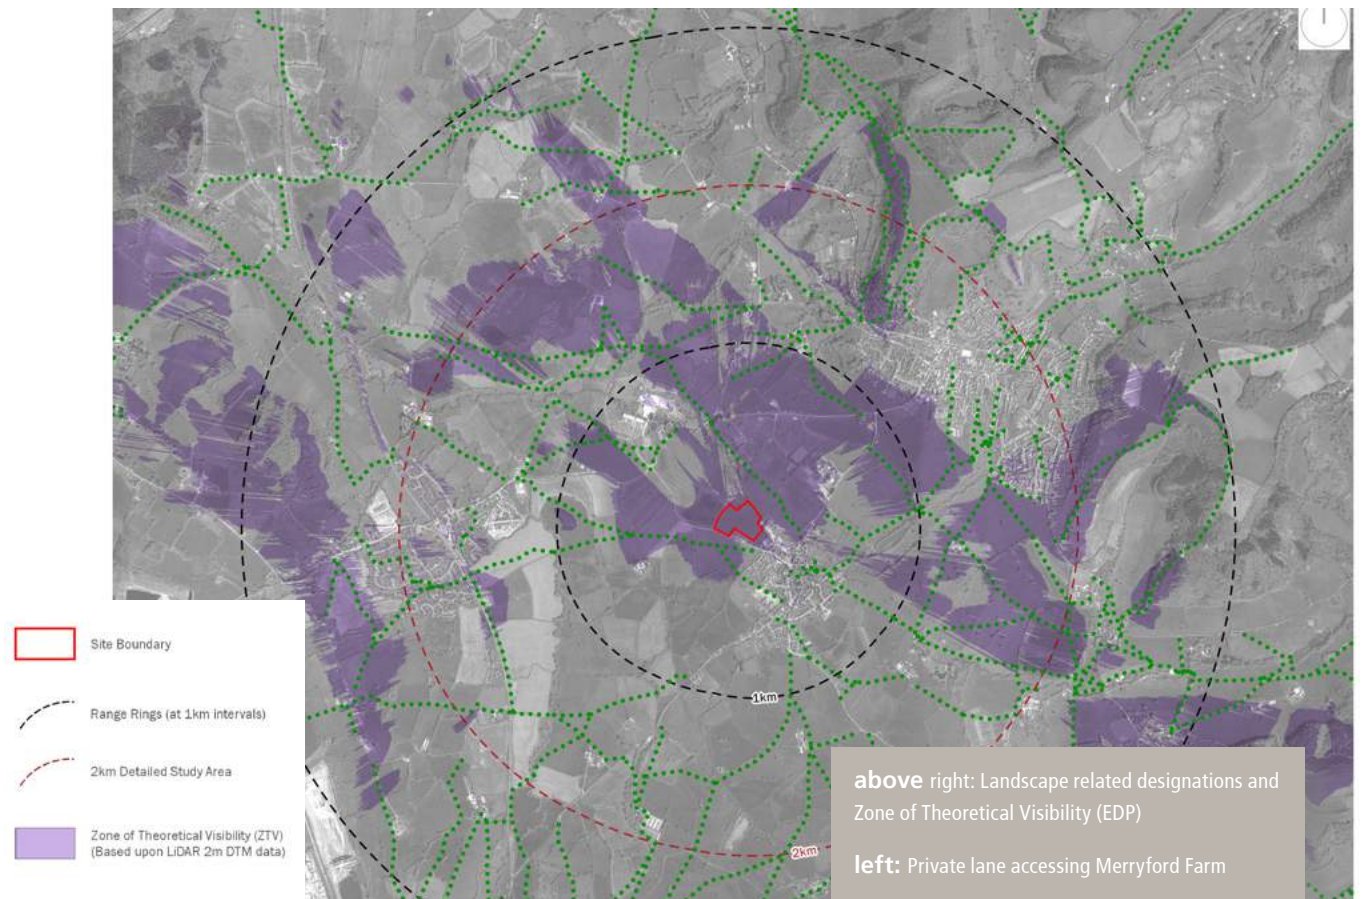 1km
2km
Site Boundary
Range Rings (at 1km intervals)
2km Detailed Study Area
Zone of Theoretical Visibility (ZTV)
(Based upon LiDAR 2m DTM data)
above right: Landscape related designations and
Zone of Theoretical Visibility (EDP)
left: Private lane accessing Merryford Farm